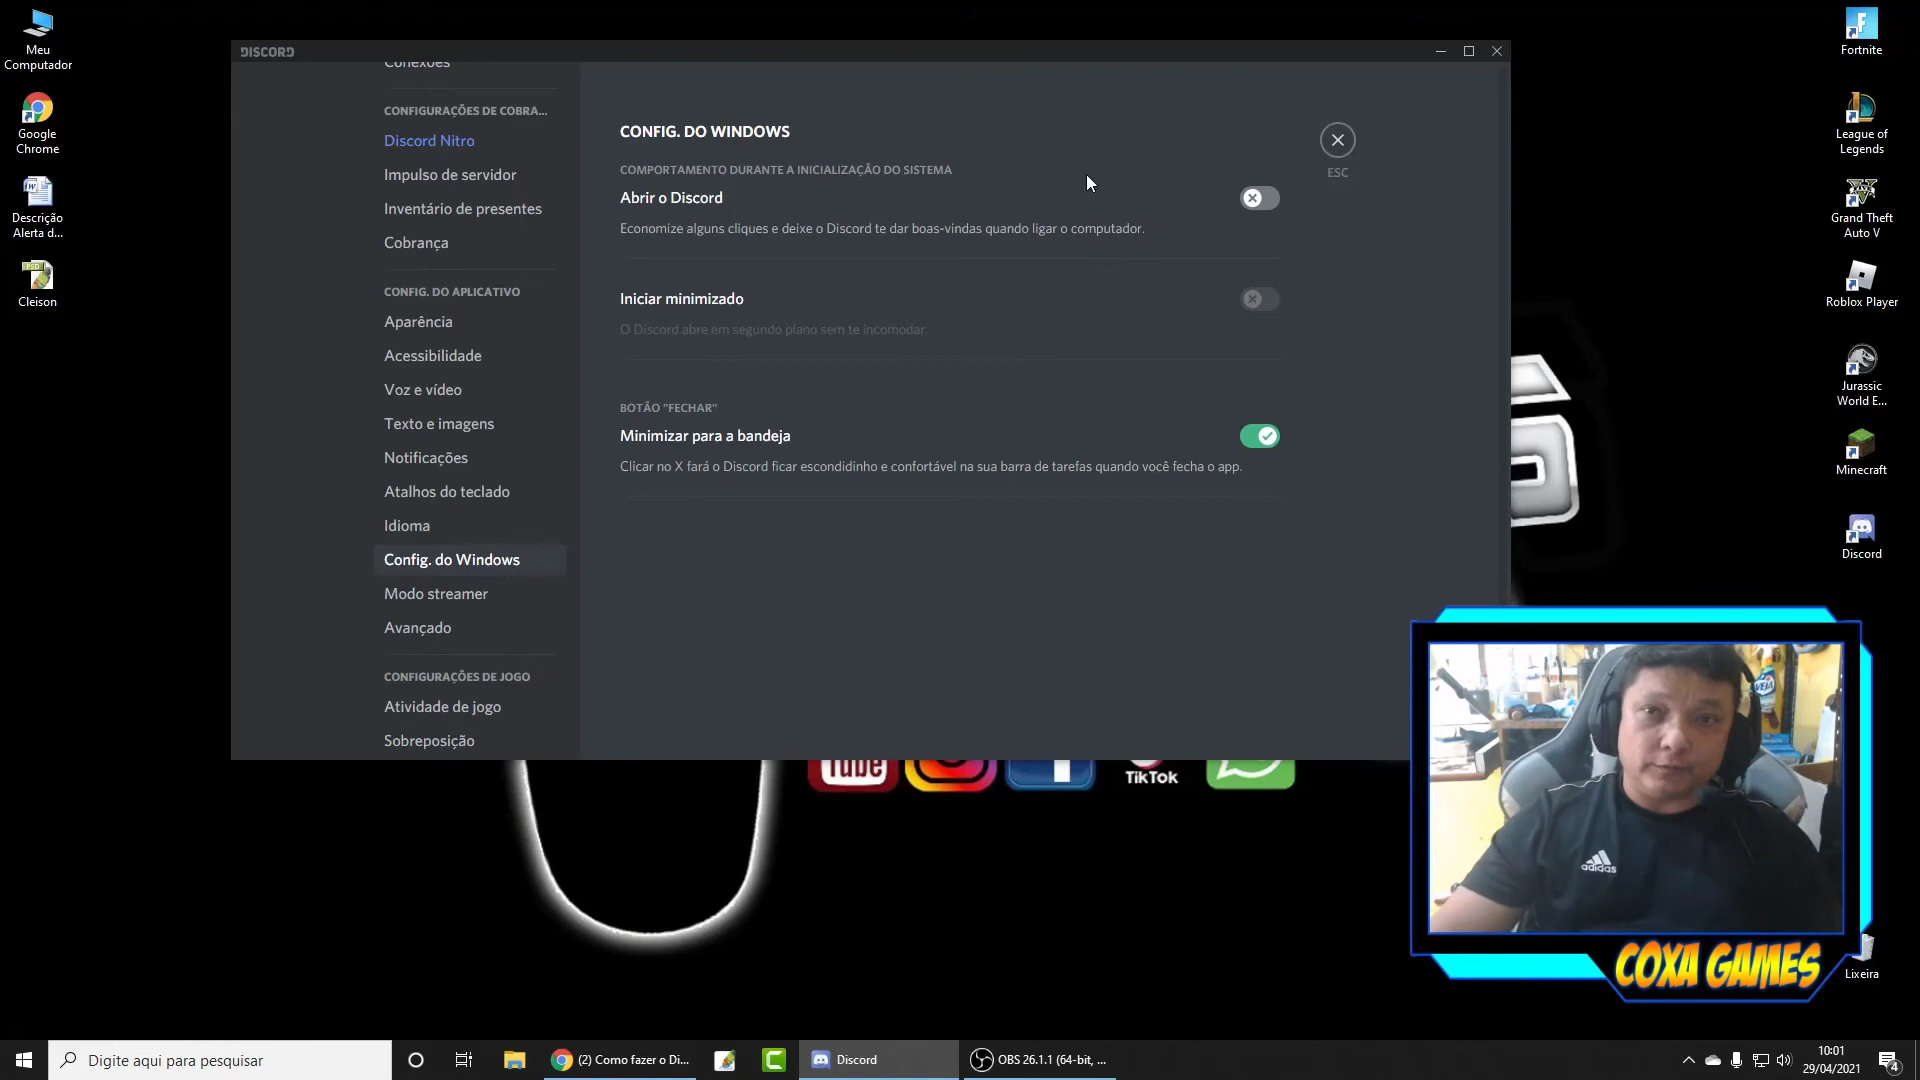 Meu
Computador
Google
Chrome
Descrição
Alerta d...
Cleison
DISCORD
Conexões
CONFIGURAÇÕES DE COBRA...
Discord Nitro
Impulso de servidor
Inventário de presentes
Cobrança
CONFIG. DO APLICATIVO
Aparência
Acessibilidade
Voz e vídeo
Texto e imagens
Notificações
Atalhos do teclado
Idioma
Config. do Windows
Modo streamer
Avançado
CONFIGURAÇÕES DE JOGO
Atividade de jogo
Sobreposição
CONFIG. DO WINDOWS
COMPORTAMENTO DURANTE A INICIALIZAÇÃO DO SISTEMA
Abrir o Discord
Economize alguns cliques e deixe o Discord te dar boas-vindas quando ligar o computador.
Iniciar minimizado
O Discord abre em segundo plano sem te incomodar.
BOTÃO "FECHAR"
Minimizar para a bandeja
Clicar no X fará o Discord ficar escondidinho e confortável na sua barra de tarefas quando você fecha o app.
ESC
Fortnite
League of
Legends
Grand Theft
Auto V
Roblox Player
Jurassic
World E...
Minecraft
Discord
Lixeira
Tube
TikTok
adidas
COXA GAMES
Digite aqui para pesquisar
(2) Como fazer o Di...
Discord
OBS 26.1.1 (64-bit, ...
10:01
29/04/2021
4